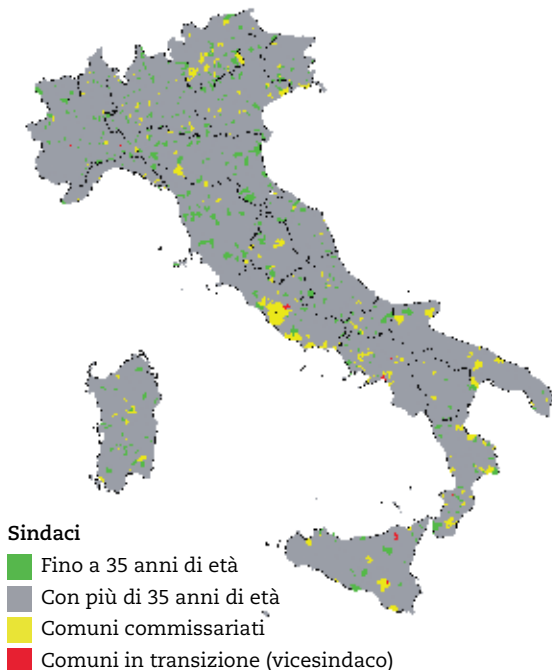 Sindaci
Fino a 35 anni di età
Con più di 35 anni di età
Comuni commissariati
Comuni in transizione (vicesindaco)